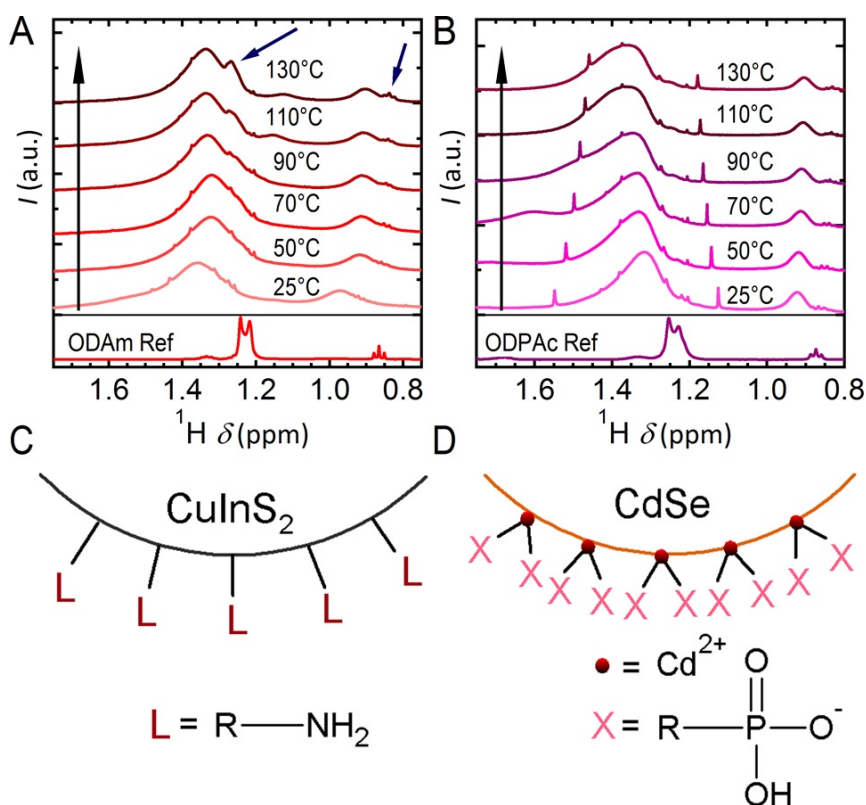 A
I (a.u.)
130°C
110°C
90°C
70°C
50°C
25°C
ODAm Ref
1.6 1.4 1.2 1.0 0.8
¹H δ (ppm)
B
I (a.u.)
130°C
110°C
90°C
70°C
50°C
25°C
ODPAc Ref
1.6 1.4 1.2 1.0 0.8
¹H δ (ppm)
C
CuInS₂
L L L L L
L = R—NH₂
D
CdSe
X X X X X X X X X X
= Cd²⁺
X = R—P—O⁻
O
OH